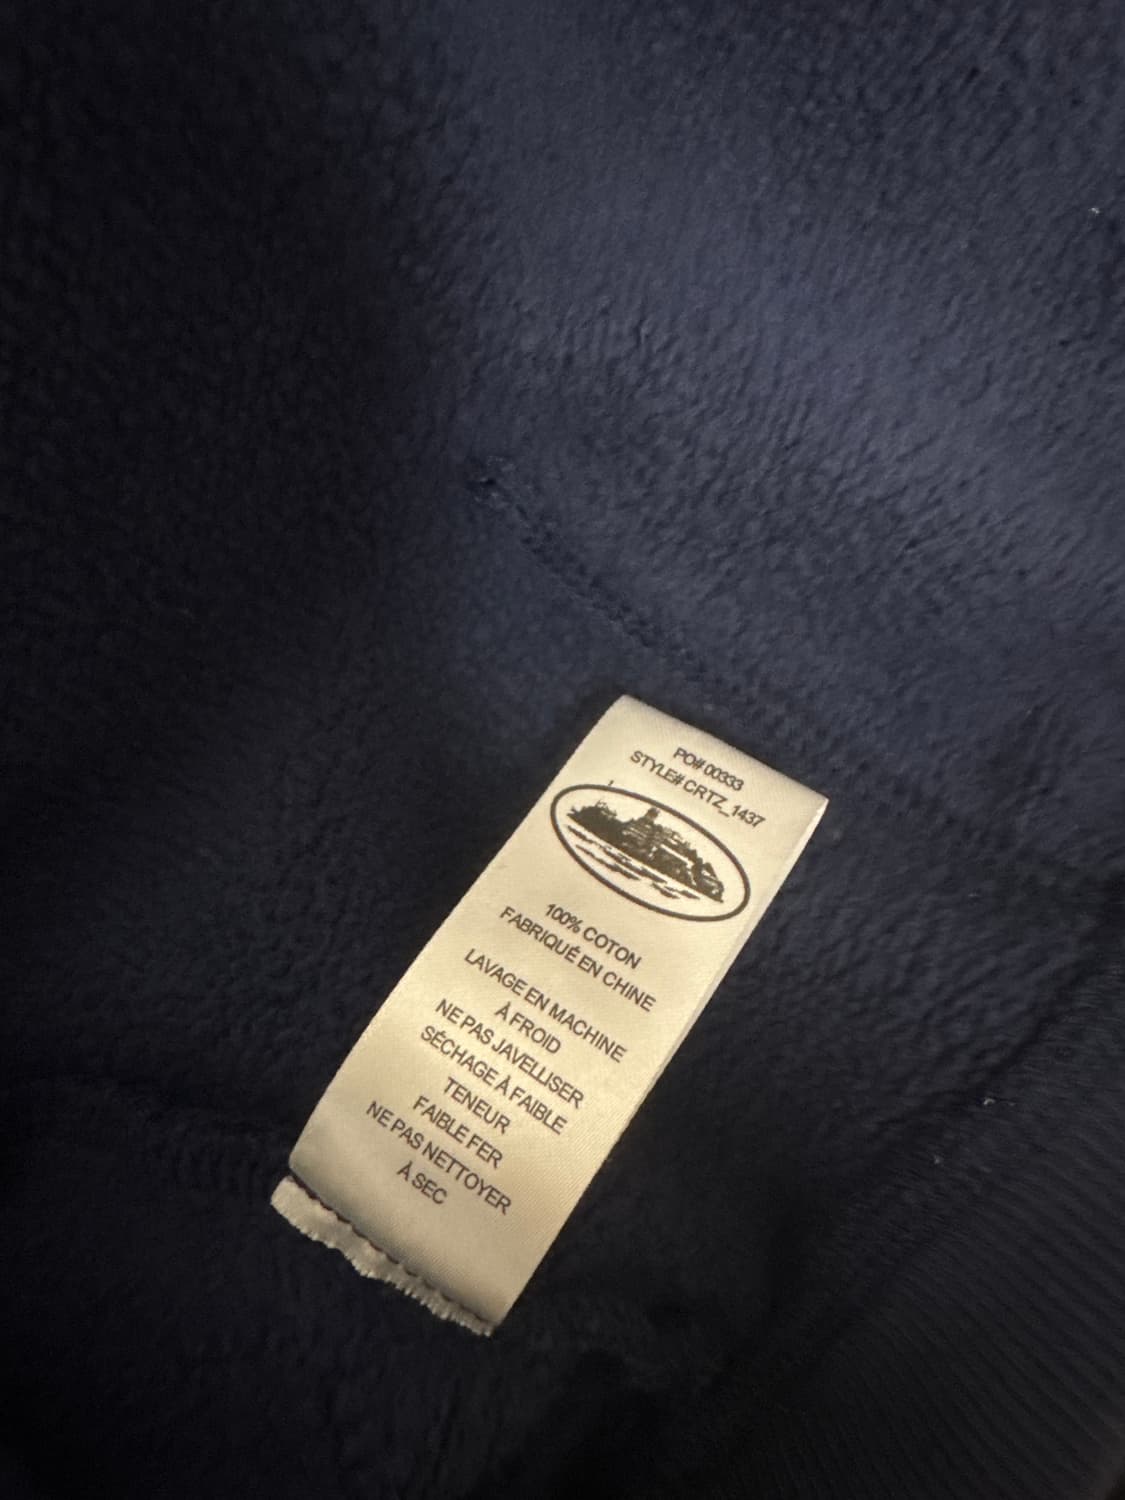 PO# 00333
STYLE# CRTZ_1437
100% COTON
FABRIQUÉ EN CHINE
LAVAGE EN MACHINE
À FROID
NE PAS JAVELLISER
SÉCHAGE À FAIBLE
TENEUR
FAIBLE FER
NE PAS NETTOYER
À SEC